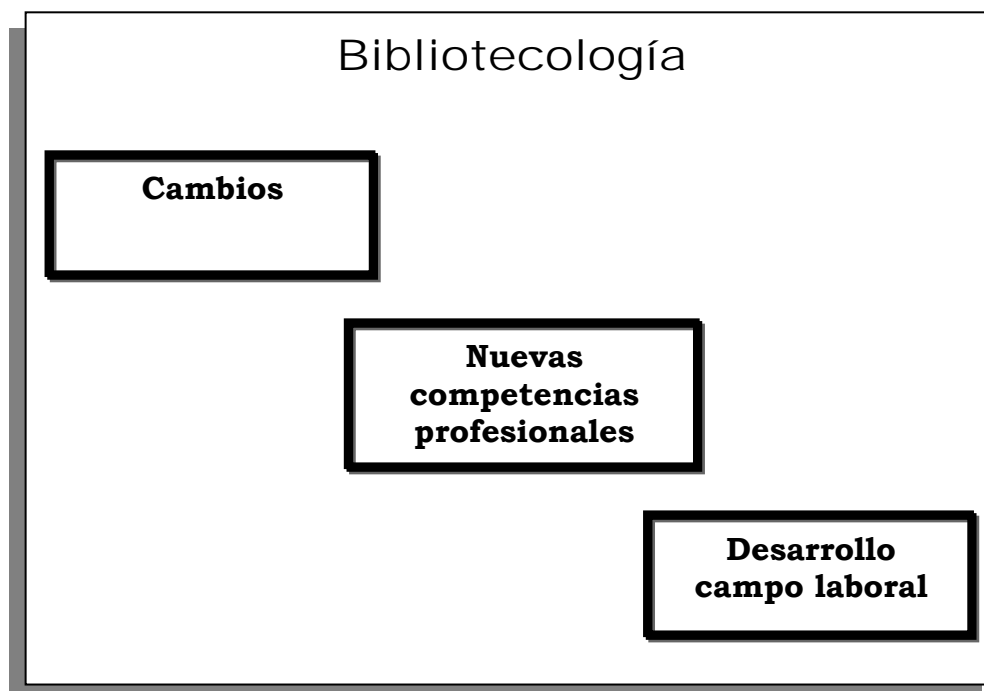 Bibliotecología
Cambios
Nuevas
competencias
profesionales
Desarrollo
campo laboral